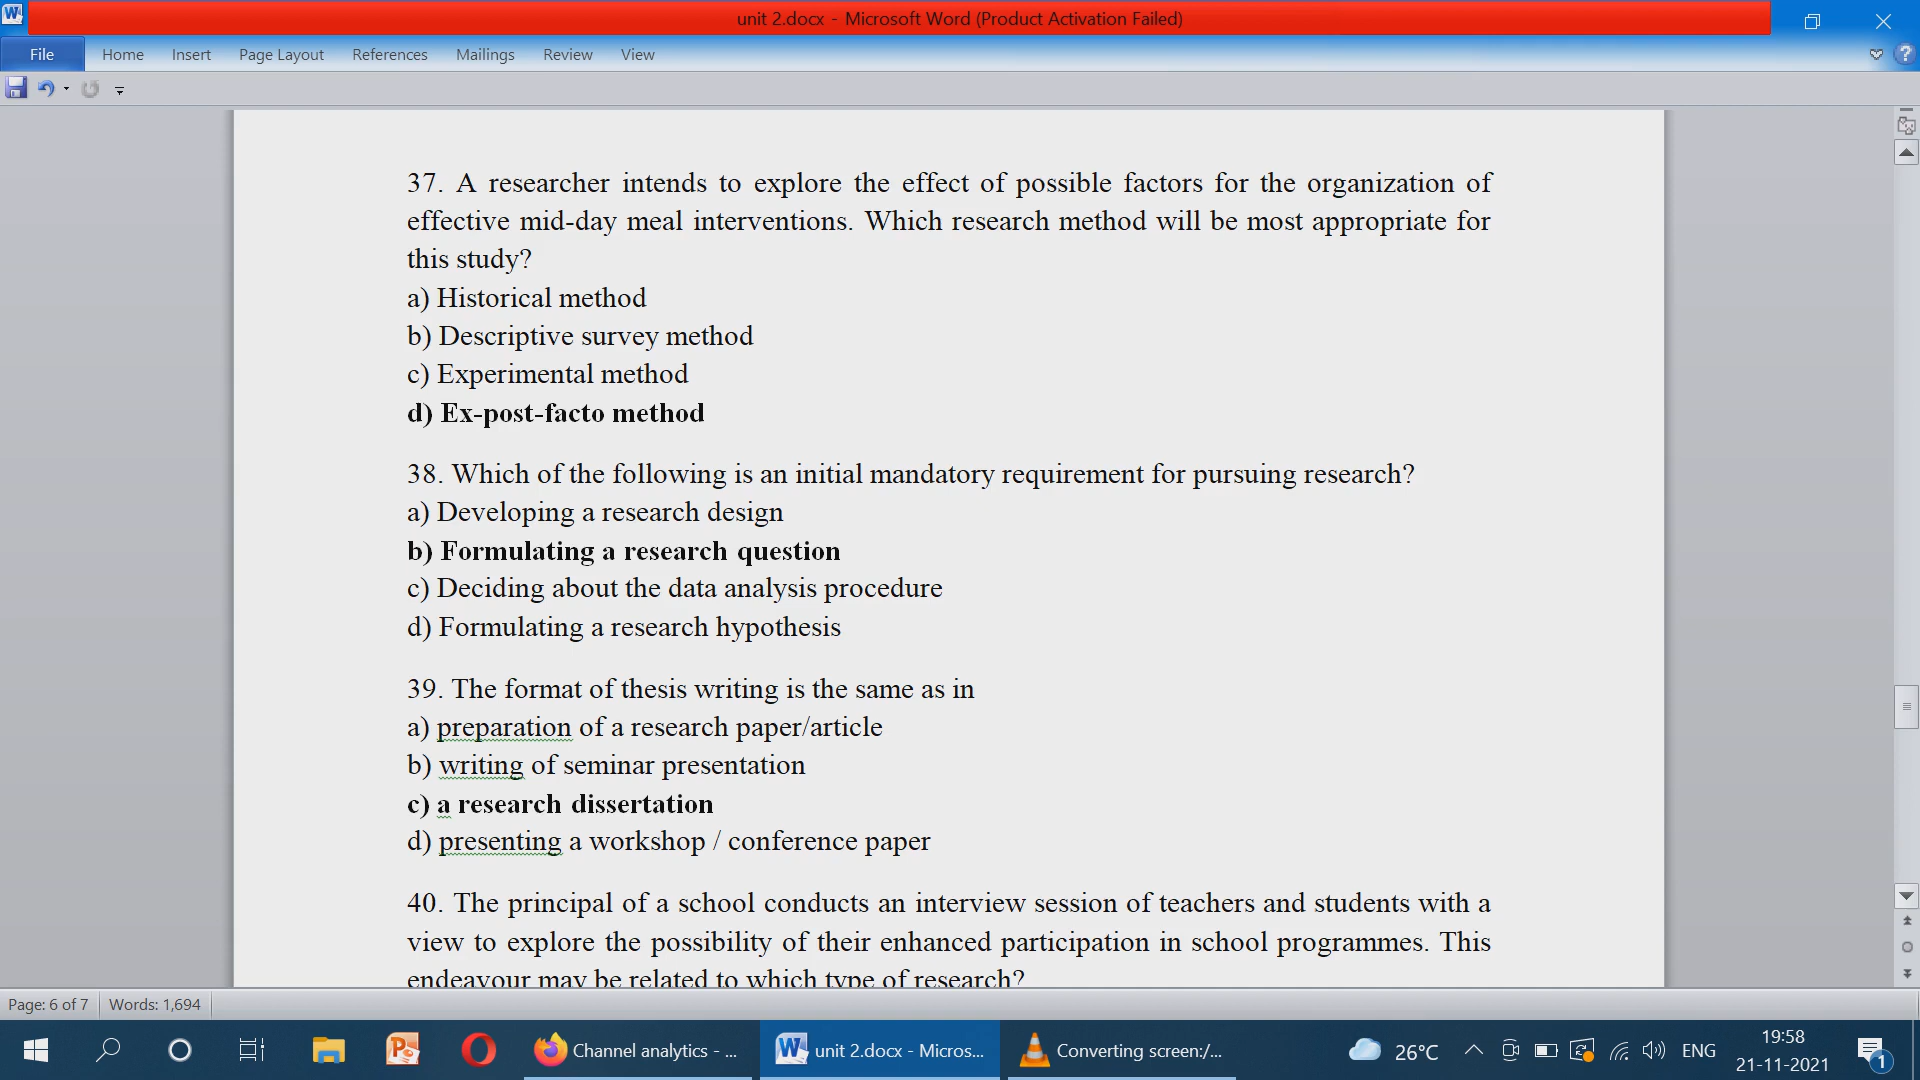 unit 2.docx - Microsoft Word (Product Activation Failed)
File Home Insert Page Layout References Mailings Review View
37. A researcher intends to explore the effect of possible factors for the organization of
effective mid-day meal interventions. Which research method will be most appropriate for
this study?
a) Historical method
b) Descriptive survey method
c) Experimental method
d) Ex-post-facto method
38. Which of the following is an initial mandatory requirement for pursuing research?
a) Developing a research design
b) Formulating a research question
c) Deciding about the data analysis procedure
d) Formulating a research hypothesis
39. The format of thesis writing is the same as in
a) preparation of a research paper/article
b) writing of seminar presentation
c) a research dissertation
d) presenting a workshop / conference paper
40. The principal of a school conducts an interview session of teachers and students with a
view to explore the possibility of their enhanced participation in school programmes. This
endeavour may be related to which type of research?
Page: 6 of 7 Words: 1,694
Channel analytics - ... unit 2.docx - Micros... Converting screen:/... 26°C ENG 19:58
21-11-2021 1